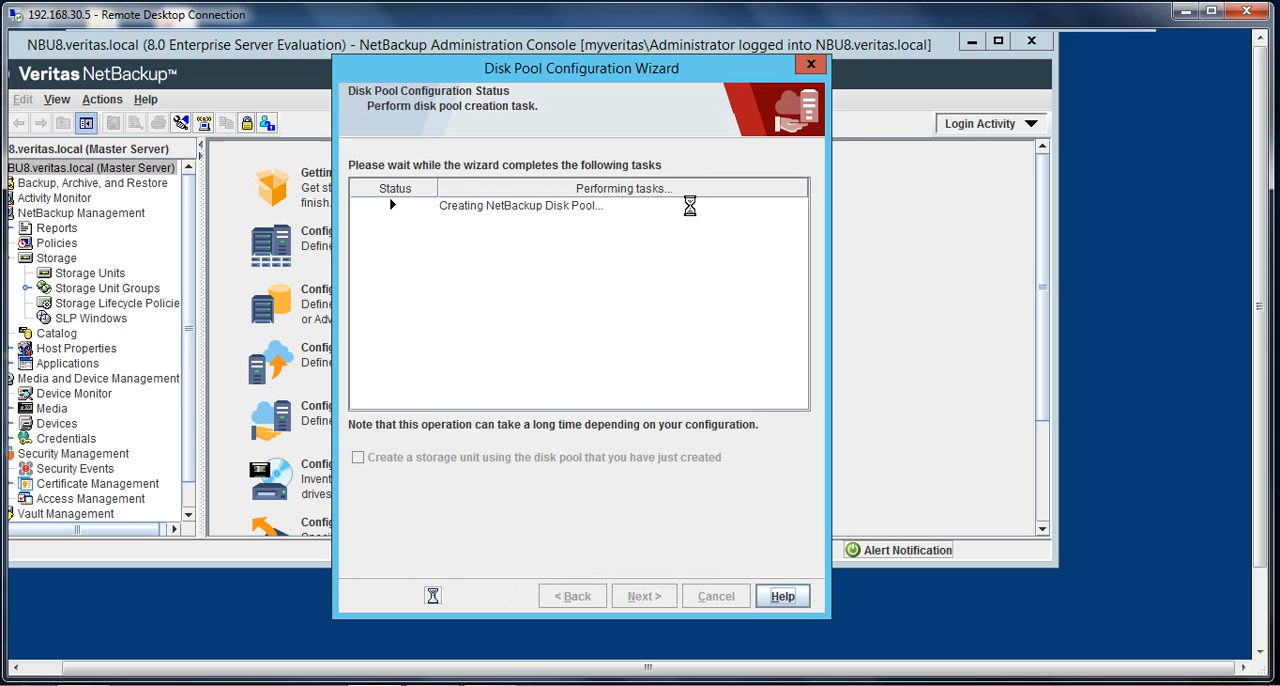 192.168.30.5 - Remote Desktop Connection
NBU8.veritas.local (8.0 Enterprise Server Evaluation) - NetBackup Administration Console [myveritas\Administrator logged into NBU8.veritas.local]
Veritas NetBackup™
Edit View Actions Help
Login Activity
8.veritas.local (Master Server)
BU8.veritas.local (Master Server)
Backup, Archive, and Restore
Activity Monitor
NetBackup Management
Reports
Policies
Storage
Storage Units
Storage Unit Groups
Storage Lifecycle Policie
SLP Windows
Catalog
Host Properties
Applications
Media and Device Management
Device Monitor
Media
Devices
Credentials
Security Management
Security Events
Certificate Management
Access Management
Vault Management
Gettin
Get st
finish.
Config
Define
Config
Define
or Adv
Config
Define
Config
Define
Config
Invent
drives
Config
Disk Pool Configuration Wizard
Disk Pool Configuration Status
Perform disk pool creation task.
Please wait while the wizard completes the following tasks
Status Performing tasks...
Creating NetBackup Disk Pool...
Note that this operation can take a long time depending on your configuration.
Create a storage unit using the disk pool that you have just created
< Back Next > Cancel Help
Alert Notification